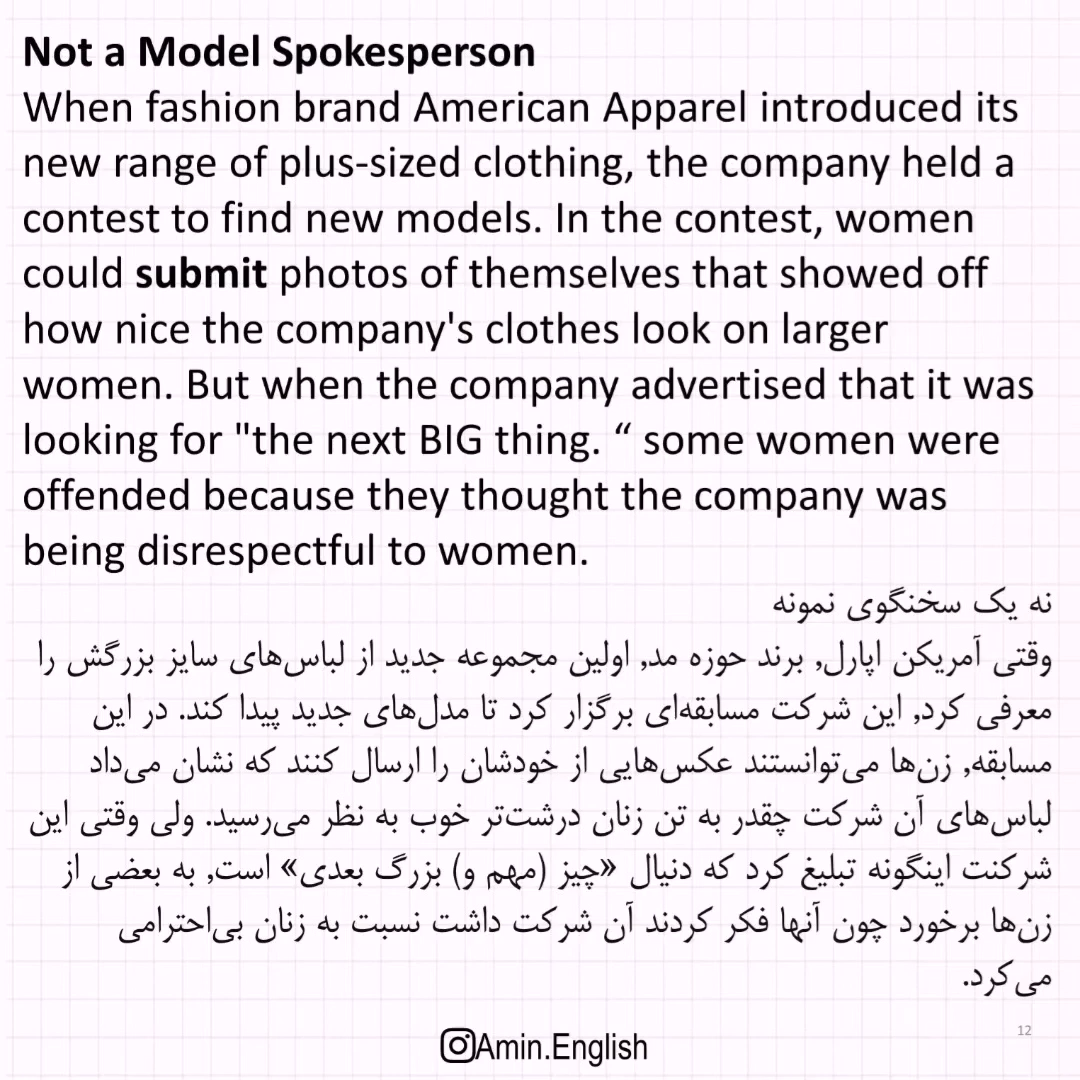 Not a Model Spokesperson
When fashion brand American Apparel introduced its
new range of plus-sized clothing, the company held a
contest to find new models. In the contest, women
could submit photos of themselves that showed off
how nice the company's clothes look on larger
women. But when the company advertised that it was
looking for "the next BIG thing. “ some women were
offended because they thought the company was
being disrespectful to women.
نه یک سخنگوی نمونه
وقتی آمریکن اپارل, برند حوزه مد, اولین مجموعه جدید از لباس‌های سایز بزرگش را
معرفی کرد, این شرکت مسابقه‌ای برگزار کرد تا مدل‌های جدید پیدا کند. در این
مسابقه, زن‌ها می‌توانستند عکس‌هایی از خودشان را ارسال کنند که نشان می‌داد
لباس‌های آن شرکت چقدر به تن زنان درشت‌تر خوب به نظر می‌رسید. ولی وقتی این
شرکنت اینگونه تبلیغ کرد که دنبال «چیز (مهم و) بزرگ بعدی» است, به بعضی از
زن‌ها برخورد چون آنها فکر کردند آن شرکت داشت نسبت به زنان بی‌احترامی
می‌کرد.
12
Amin.English